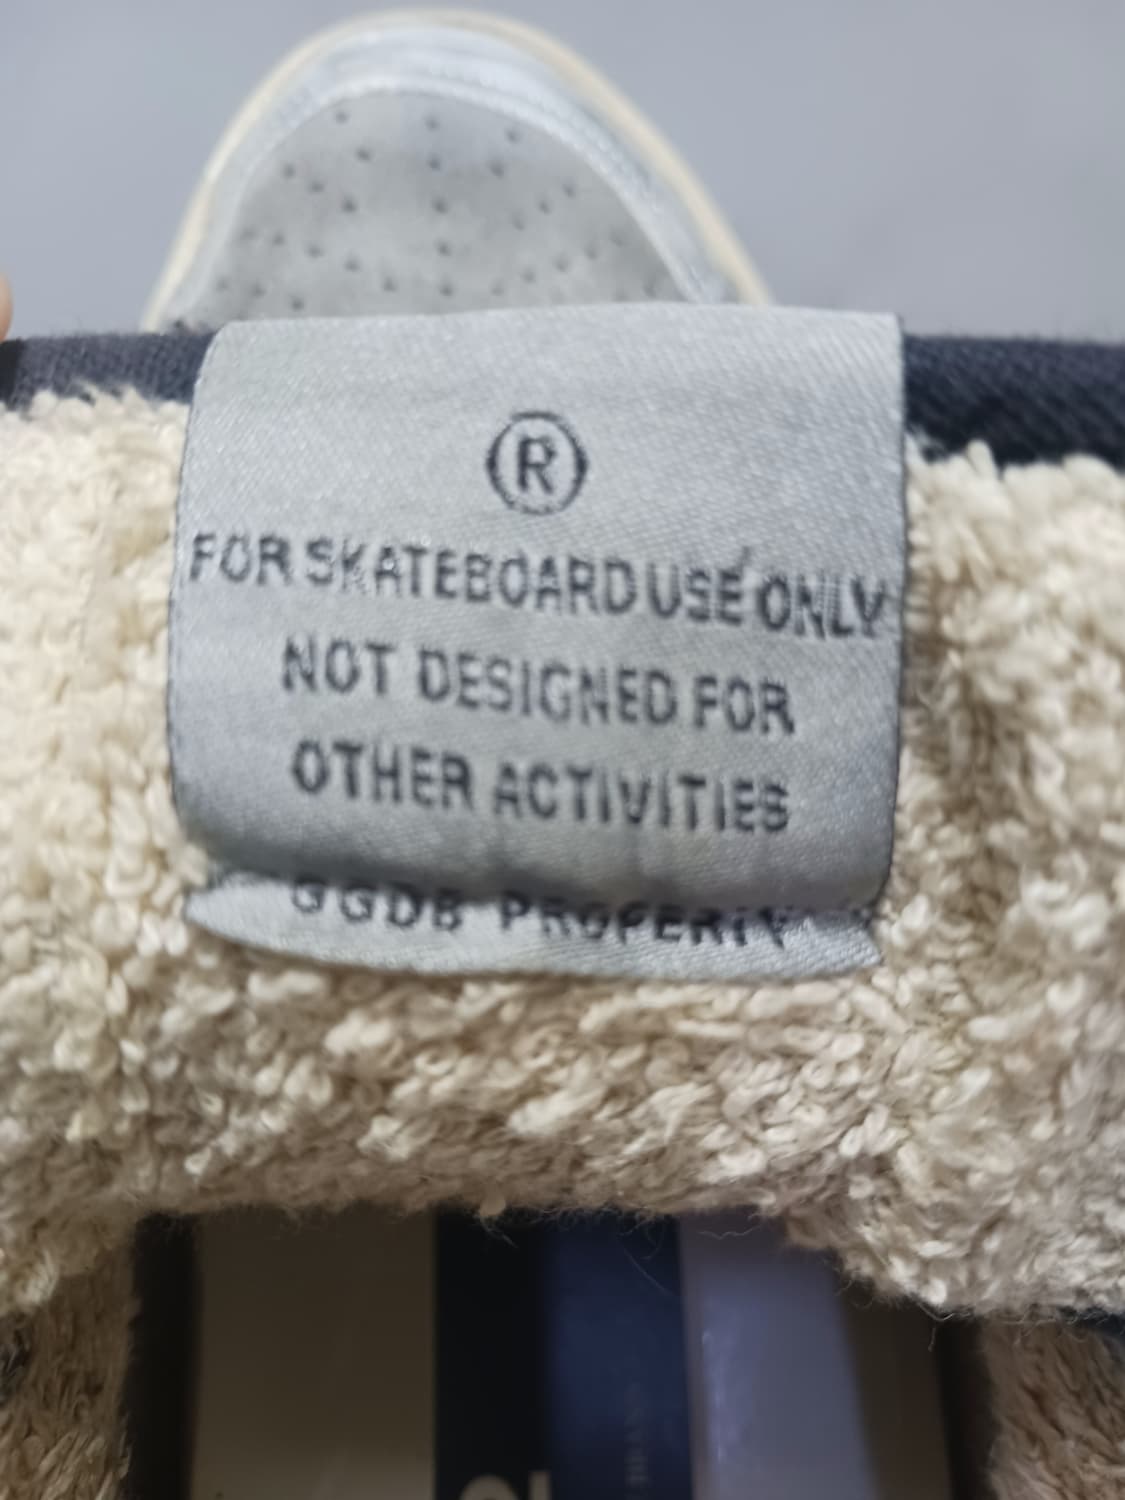 ®
FOR SKATEBOARD USE ONLY
NOT DESIGNED FOR
OTHER ACTIVITIES
GGDB PROPERTY